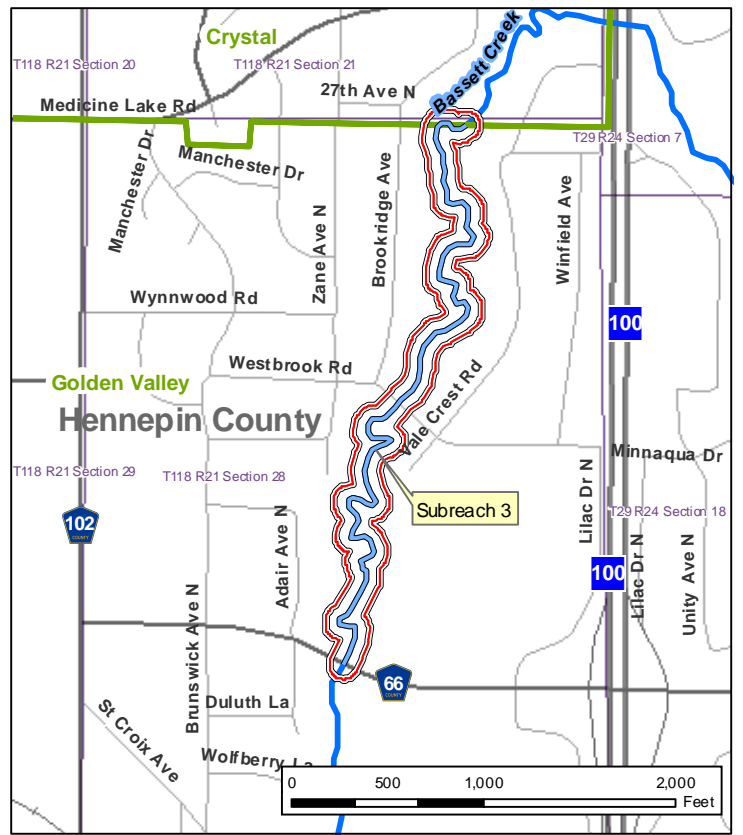 Crystal
Bassett Creek
T118 R21 Section 20
T118 R21 Section 21
27th Ave N
Medicine Lake Rd
T29 R24 Section 7
Manchester Dr
Manchester Dr
Brookridge Ave
Winfield Ave
Zane Ave N
Wynnwood Rd
100
Westbrook Rd
Golden Valley
Hennepin County
Vale Crest Rd
Minnaqua Dr
T118 R21 Section 29
T118 R21 Section 28
Lilac Dr N
Subreach 3
T29 R24 Section 18
102
COUNTY
Adair Ave N
100
Lilac Dr N
Unity Ave N
Brunswick Ave N
66
COUNTY
Duluth La
St Croix Ave
Wolfberry La
0 500 1,000 2,000
Feet